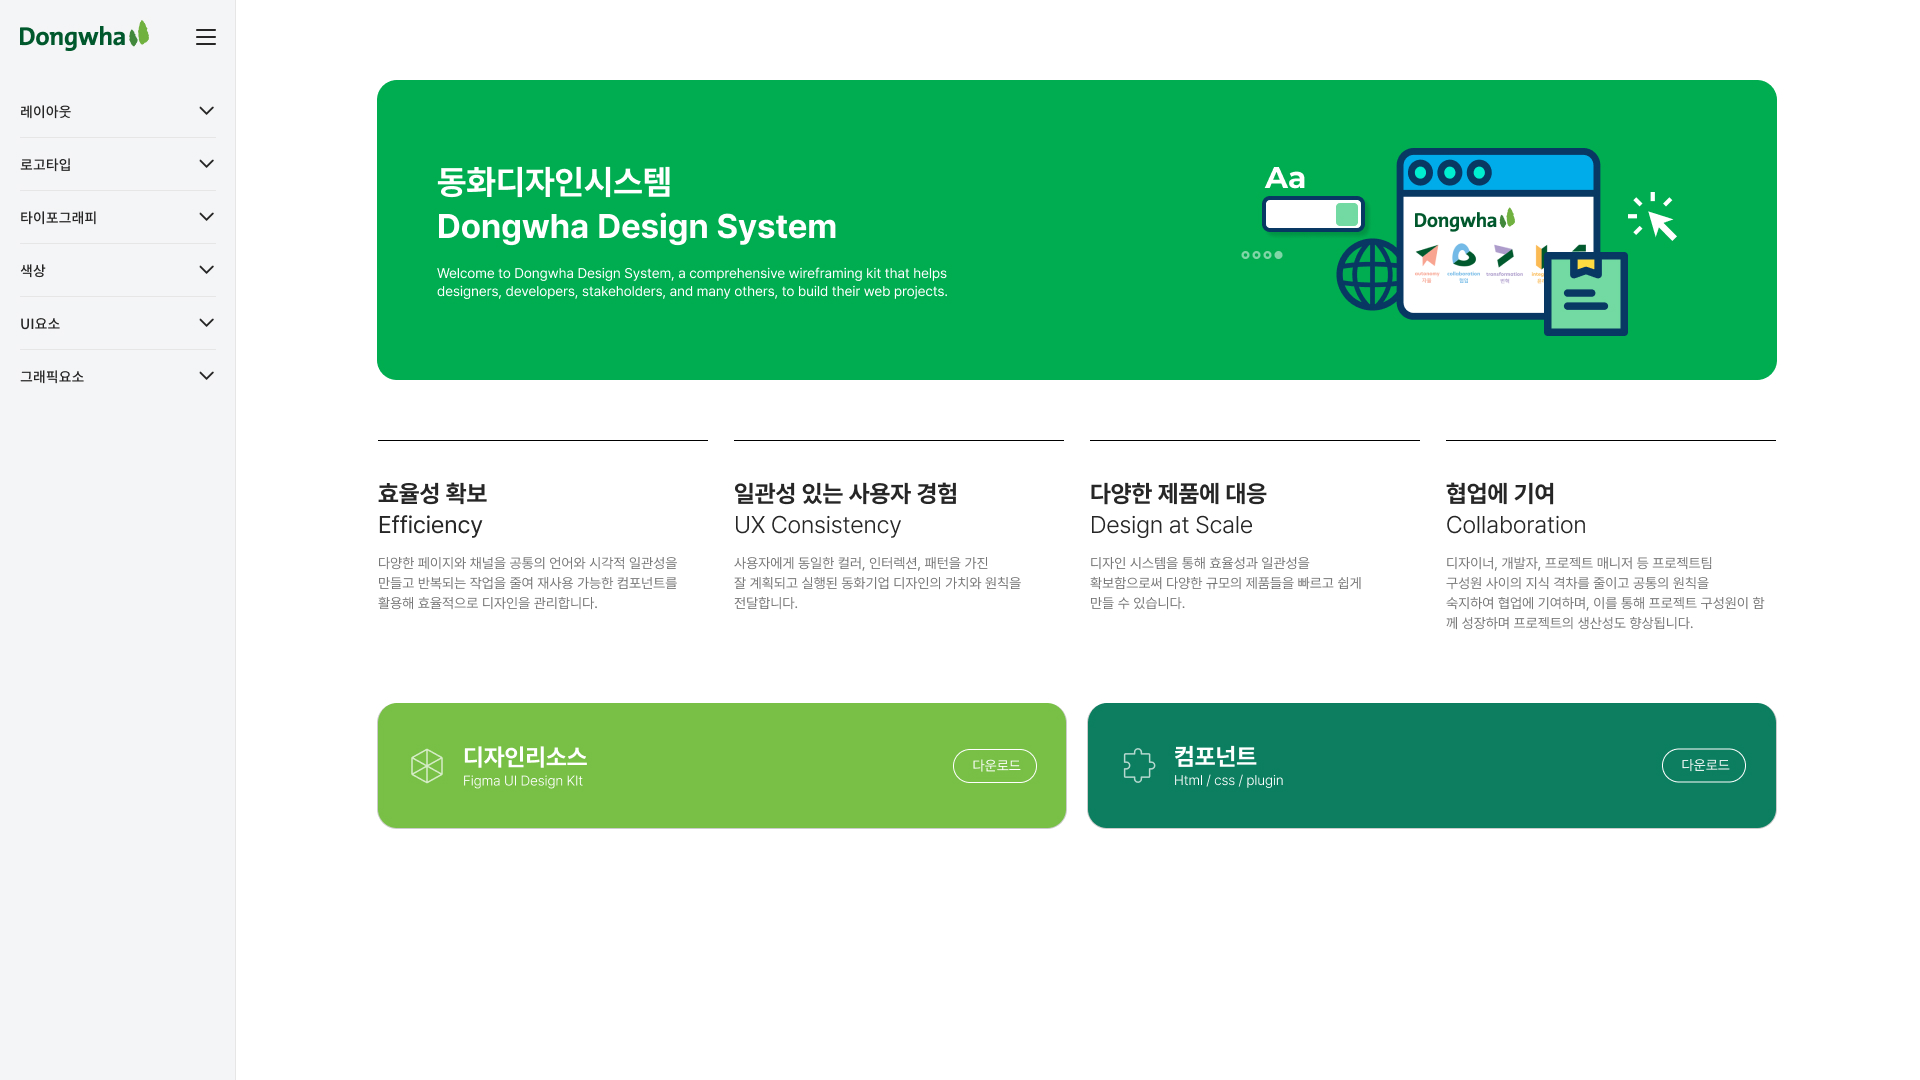 Dongwha
레이아웃
로고타입
타이포그래피
색상
UI요소
그래픽요소
동화디자인시스템
Dongwha Design System
Welcome to Dongwha Design System, a comprehensive wireframing kit that helps
designers, developers, stakeholders, and many others, to build their web projects.
Aa
Dongwha
autonomy
자율
collaboration
협업
transformation
변혁
효율성 확보
Efficiency
다양한 페이지와 채널을 공통의 언어와 시각적 일관성을
만들고 반복되는 작업을 줄여 재사용 가능한 컴포넌트를
활용해 효율적으로 디자인을 관리합니다.
일관성 있는 사용자 경험
UX Consistency
사용자에게 동일한 컬러, 인터렉션, 패턴을 가진
잘 계획되고 실행된 동화기업 디자인의 가치와 원칙을
전달합니다.
다양한 제품에 대응
Design at Scale
디자인 시스템을 통해 효율성과 일관성을
확보함으로써 다양한 규모의 제품들을 빠르고 쉽게
만들 수 있습니다.
협업에 기여
Collaboration
디자이너, 개발자, 프로젝트 매니저 등 프로젝트팀
구성원 사이의 지식 격차를 줄이고 공통의 원칙을
숙지하여 협업에 기여하며, 이를 통해 프로젝트 구성원이 함
께 성장하며 프로젝트의 생산성도 향상됩니다.
디자인리소스
Figma UI Design KIt
다운로드
컴포넌트
Html / css / plugin
다운로드